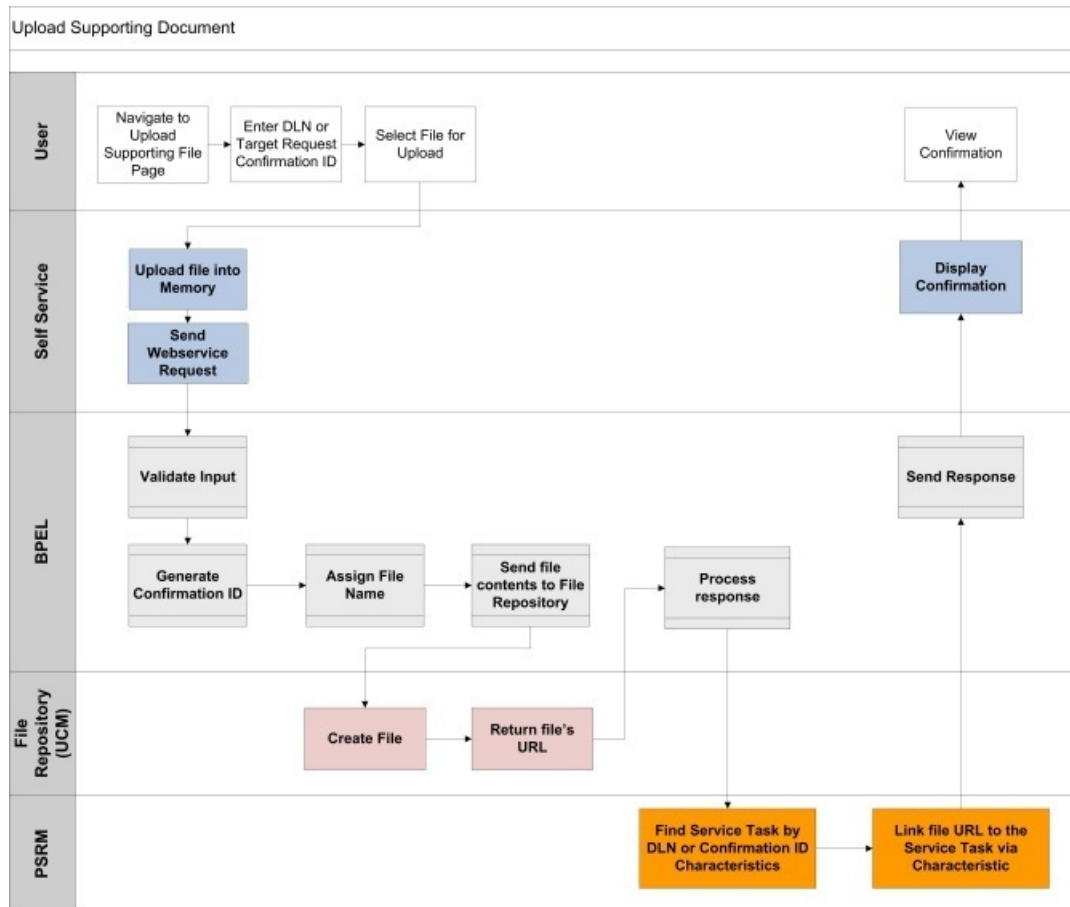 Upload Supporting Document
User
Navigate to
Upload
Supporting File
Page
Enter DLN or
Target Request
Confirmation ID
Select File for
Upload
View
Confirmation
Self Service
Upload file into
Memory
Send
Webservice
Request
Display
Confirmation
BPEL
Validate Input
Send Response
Generate
Confirmation ID
Assign File
Name
Send file
contents to File
Repository
Process
response
File
Repository
(UCM)
Create File
Return file's
URL
PSRM
Find Service Task by
DLN or Confirmation ID
Characteristics
Link file URL to the
Service Task via
Characteristic